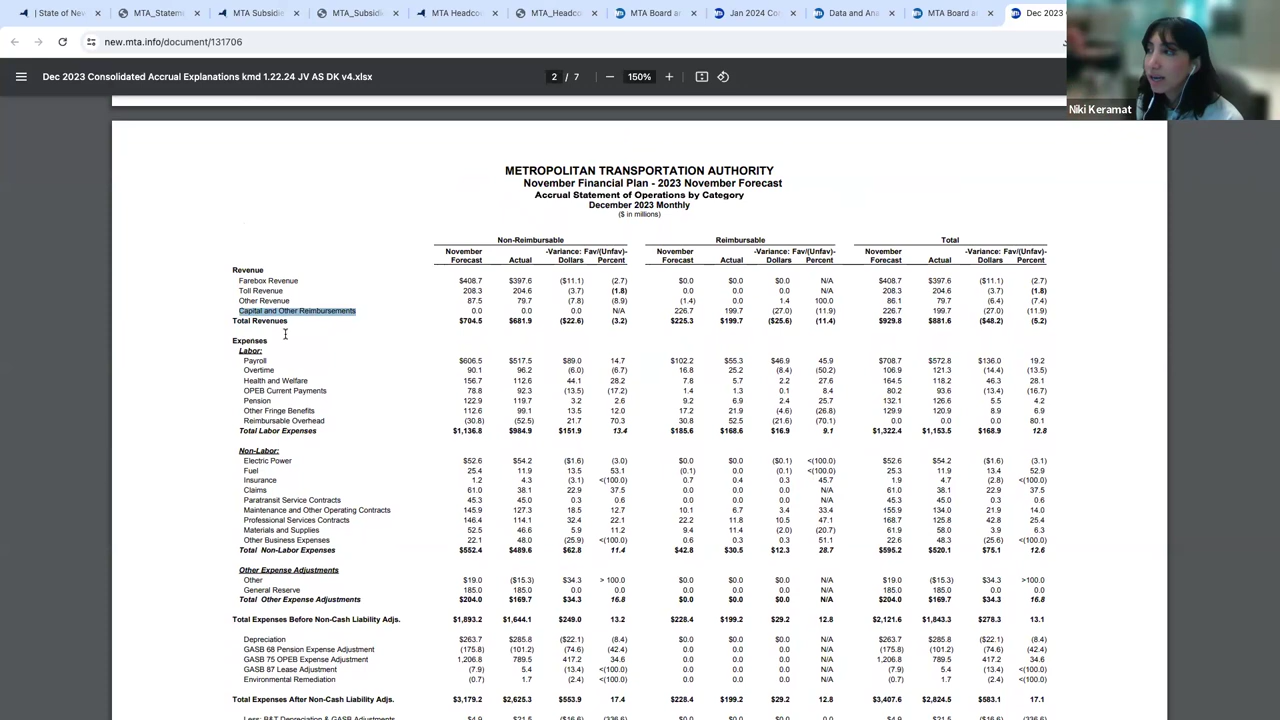 | State of Nev
MTA_Statem
MTA Subsidie
MTA_Subsidi
MTA Headco
MTA_Headco
MTA Board ar
Jan 2024 Co
Data and Ana
MTA Board a
Dec 2023
new.mta.info/document/131706
Dec 2023 Consolidated Accrual Explanations kmd 1.22.24 JV AS DK v4.xlsx 2 / 7 150%
Niki Keramat
METROPOLITAN TRANSPORTATION AUTHORITY
November Financial Plan - 2023 November Forecast
Accrual Statement of Operations by Category
December 2023 Monthly
($ in millions)
Non-Reimbursable Reimbursable Total
November -Variance: Fav/(Unfav)- November -Variance: Fav/(Unfav)- November -Variance: Fav/(Unfav)-
Forecast Actual Dollars Percent Forecast Actual Dollars Percent Forecast Actual Dollars Percent
Revenue
Farebox Revenue $408.7 $397.6 ($11.1) (2.7) $0.0 $0.0 $0.0 N/A $408.7 $397.6 ($11.1) (2.7)
Toll Revenue 208.3 204.6 (3.7) (1.8) 0.0 0.0 0.0 N/A 208.3 204.6 (3.7) (1.8)
Other Revenue 87.5 79.7 (7.8) (8.9) (1.4) 0.0 1.4 100.0 86.1 79.7 (6.4) (7.4)
Capital and Other Reimbursements 0.0 0.0 0.0 N/A 226.7 199.7 (27.0) (11.9) 226.7 199.7 (27.0) (11.9)
Total Revenues $704.5 $681.9 ($22.6) (3.2) $225.3 $199.7 ($25.6) (11.4) $929.8 $881.6 ($48.2) (5.2)
Expenses
Labor:
Payroll $606.5 $517.5 $89.0 14.7 $102.2 $55.3 $46.9 45.9 $708.7 $572.8 $136.0 19.2
Overtime 90.1 96.2 (6.0) (6.7) 16.8 25.2 (8.4) (50.2) 106.9 121.3 (14.4) (13.5)
Health and Welfare 156.7 112.6 44.1 28.2 7.8 5.7 2.2 27.6 164.5 118.2 46.3 28.1
OPEB Current Payments 78.8 92.3 (13.5) (17.2) 1.4 1.3 0.1 8.4 80.2 93.6 (13.4) (16.7)
Pension 122.9 119.7 3.2 2.6 9.2 6.9 2.4 25.7 132.1 126.6 5.5 4.2
Other Fringe Benefits 112.6 99.1 13.5 12.0 17.2 21.9 (4.6) (26.8) 129.9 120.9 8.9 6.9
Reimbursable Overhead (30.8) (52.5) 21.7 70.3 30.8 52.5 (21.6) (70.1) 0.0 0.0 0.0 80.1
Total Labor Expenses $1,136.8 $984.9 $151.9 13.4 $185.6 $168.6 $16.9 9.1 $1,322.4 $1,153.5 $168.9 12.8
Non-Labor:
Electric Power $52.6 $54.2 ($1.6) (3.0) $0.0 $0.0 ($0.1) <(100.0) $52.6 $54.2 ($1.6) (3.1)
Fuel 25.4 11.9 13.5 53.1 (0.1) 0.0 (0.1) <(100.0) 25.3 11.9 13.4 52.9
Insurance 1.2 4.3 (3.1) <(100.0) 0.7 0.4 0.3 45.7 1.9 4.7 (2.8) <(100.0)
Claims 61.0 38.1 22.9 37.5 0.0 0.0 0.0 N/A 61.0 38.1 22.9 37.5
Paratransit Service Contracts 45.3 45.0 0.3 0.6 0.0 0.0 0.0 N/A 45.3 45.0 0.3 0.6
Maintenance and Other Operating Contracts 145.9 127.3 18.5 12.7 10.1 6.7 3.4 33.4 155.9 134.0 21.9 14.0
Professional Services Contracts 146.4 114.1 32.4 22.1 22.2 11.8 10.5 47.1 168.7 125.8 42.8 25.4
Materials and Supplies 52.5 46.6 5.9 11.2 9.4 11.4 (2.0) (20.7) 61.9 58.0 3.9 6.3
Other Business Expenses 22.1 48.0 (25.9) <(100.0) 0.6 0.3 0.3 51.1 22.6 48.3 (25.6) <(100.0)
Total Non-Labor Expenses $552.4 $489.6 $62.8 11.4 $42.8 $30.5 $12.3 28.7 $595.2 $520.1 $75.1 12.6
Other Expense Adjustments
Other $19.0 ($15.3) $34.3 > 100.0 $0.0 $0.0 $0.0 N/A $19.0 ($15.3) $34.3 >100.0
General Reserve 185.0 185.0 0.0 0.0 0.0 0.0 0.0 N/A 185.0 185.0 0.0 0.0
Total Other Expense Adjustments $204.0 $169.7 $34.3 16.8 $0.0 $0.0 $0.0 N/A $204.0 $169.7 $34.3 16.8
Total Expenses Before Non-Cash Liability Adjs. $1,893.2 $1,644.1 $249.0 13.2 $228.4 $199.2 $29.2 12.8 $2,121.6 $1,843.3 $278.3 13.1
Depreciation $263.7 $285.8 ($22.1) (8.4) $0.0 $0.0 $0.0 N/A $263.7 $285.8 ($22.1) (8.4)
GASB 68 Pension Expense Adjustment (175.8) (101.2) (74.6) (42.4) 0.0 0.0 0.0 N/A (175.8) (101.2) (74.6) (42.4)
GASB 75 OPEB Expense Adjustment 1,206.8 789.5 417.2 34.6 0.0 0.0 0.0 N/A 1,206.8 789.5 417.2 34.6
GASB 87 Lease Adjustment (7.9) 5.4 (13.4) <(100.0) 0.0 0.0 0.0 N/A (7.9) 5.4 (13.4) <(100.0)
Environmental Remediation (0.7) 1.7 (2.4) <(100.0) 0.0 0.0 0.0 N/A (0.7) 1.7 (2.4) <(100.0)
Total Expenses After Non-Cash Liability Adjs. $3,179.2 $2,625.3 $553.9 17.4 $228.4 $199.2 $29.2 12.8 $3,407.6 $2,824.5 $583.1 17.1